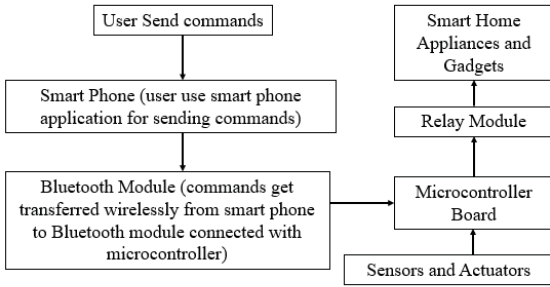 User Send commands
Smart Phone (user use smart phone
application for sending commands)
Bluetooth Module (commands get
transferred wirelessly from smart phone
to Bluetooth module connected with
microcontroller)
Smart Home
Appliances and
Gadgets
Relay Module
Microcontroller
Board
Sensors and Actuators